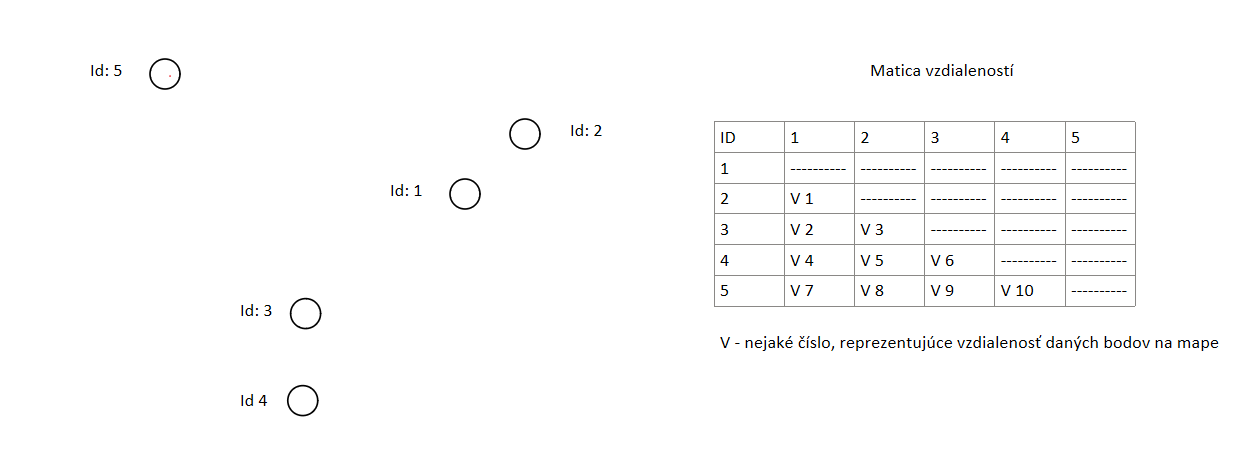 Id: 5
Id: 2
Id: 1
Id: 3
Id 4
Matica vzdialeností
ID 1 2 3 4 5
1 ---------- ---------- ---------- ---------- ----------
2 V 1 ---------- ---------- ---------- ----------
3 V 2 V 3 ---------- ---------- ----------
4 V 4 V 5 V 6 ---------- ----------
5 V 7 V 8 V 9 V 10 ----------
V - nejaké číslo, reprezentujúce vzdialenosť daných bodov na mape